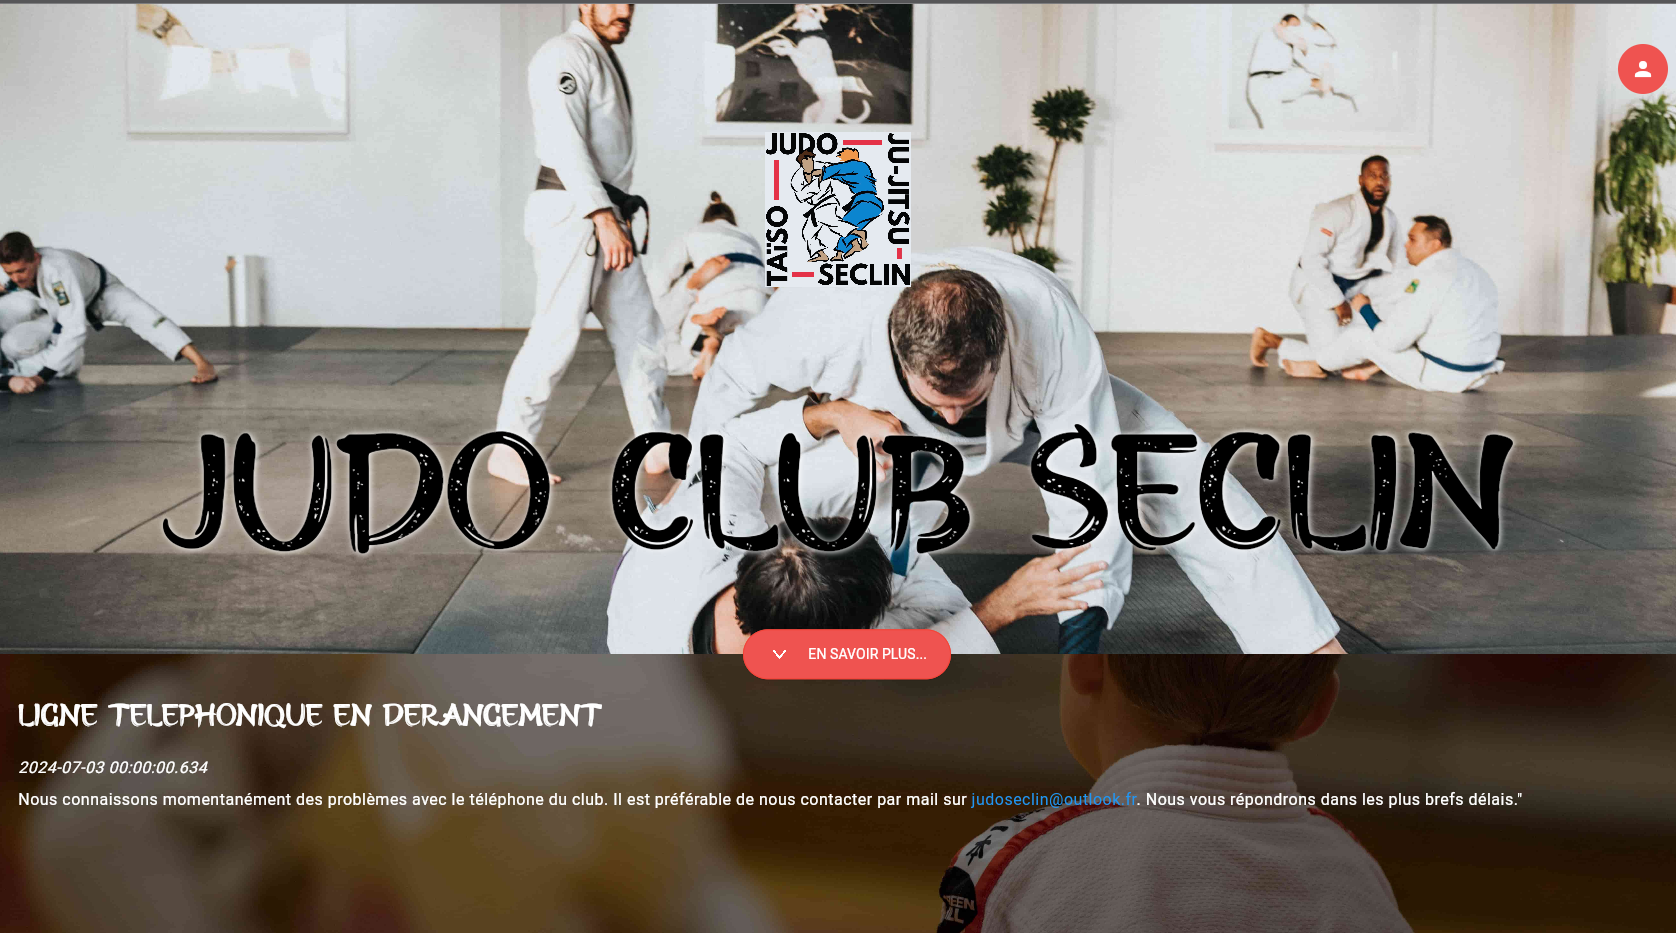 JUDO
JU-JITSU
TAïSO
SECLIN
JUDO CLUB SECLIN
EN SAVOIR PLUS...
LIGNE TELEPHONIQUE EN DERANGEMENT
2024-07-03 00:00:00.634
Nous connaissons momentanément des problèmes avec le téléphone du club. Il est préférable de nous contacter par mail sur judoseclin@outlook.fr. Nous vous répondrons dans les plus brefs délais."